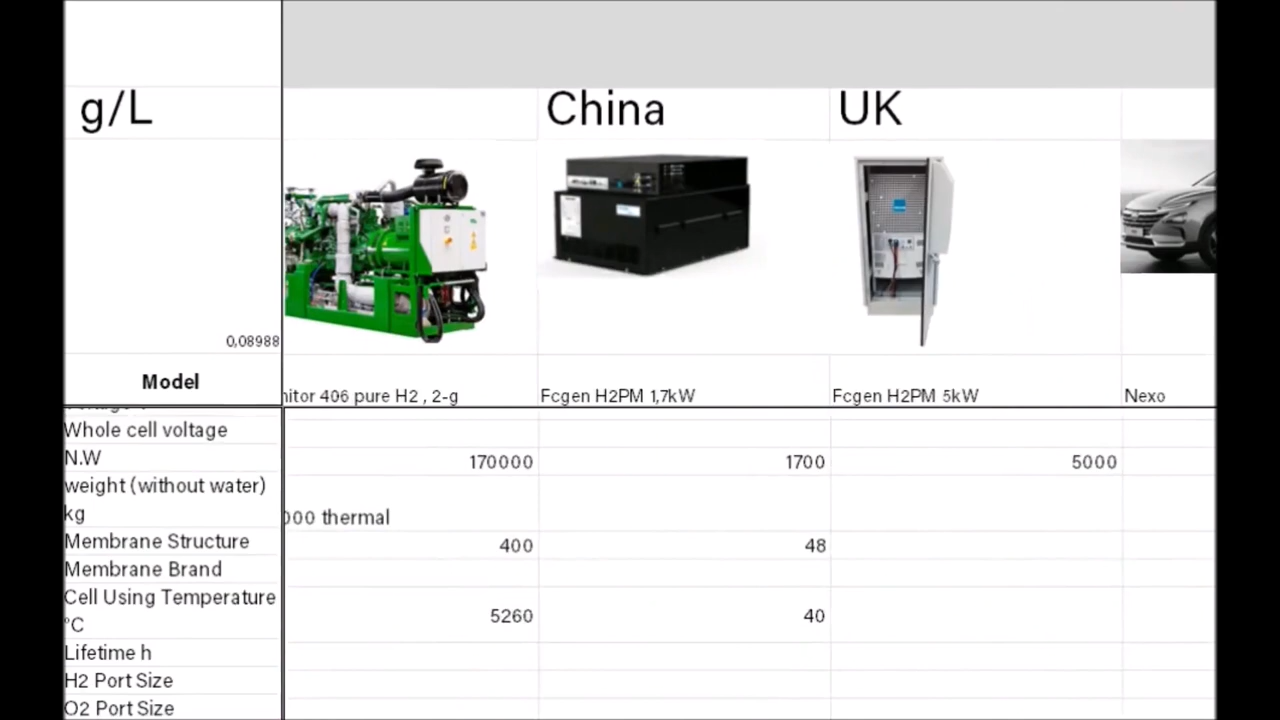 g/L
China
UK
0,08988
Model
nitor 406 pure H2 , 2-g
Fcgen H2PM 1,7kW
Fcgen H2PM 5kW
Nexo
Whole cell voltage
N.W
170000
1700
5000
weight (without water)
kg
000 thermal
Membrane Structure
400
48
Membrane Brand
Cell Using Temperature
°C
5260
40
Lifetime h
H2 Port Size
O2 Port Size